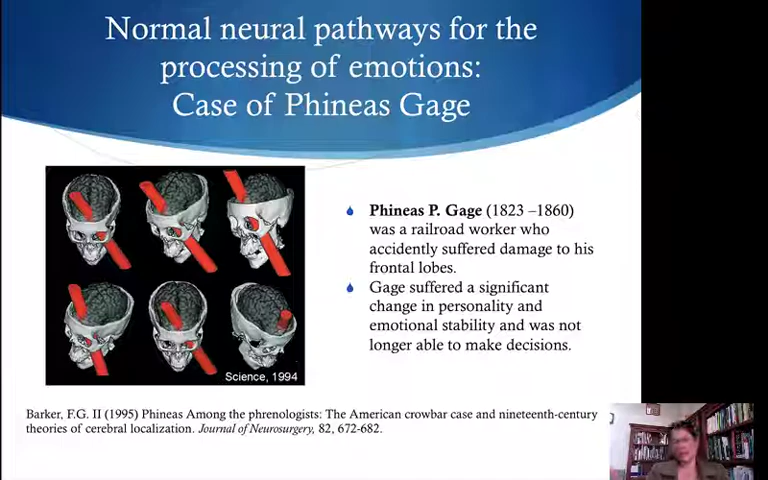 Normal neural pathways for the
processing of emotions:
Case of Phineas Gage
Phineas P. Gage (1823 –1860)
was a railroad worker who
accidently suffered damage to his
frontal lobes.
Gage suffered a significant
change in personality and
emotional stability and was not
longer able to make decisions.
Science, 1994
Barker, F.G. II (1995) Phineas Among the phrenologists: The American crowbar case and nineteenth-century
theories of cerebral localization. Journal of Neurosurgery, 82, 672-682.